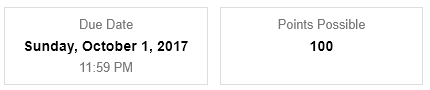 Due Date
Sunday, October 1, 2017
11:59 PM
Points Possible
100